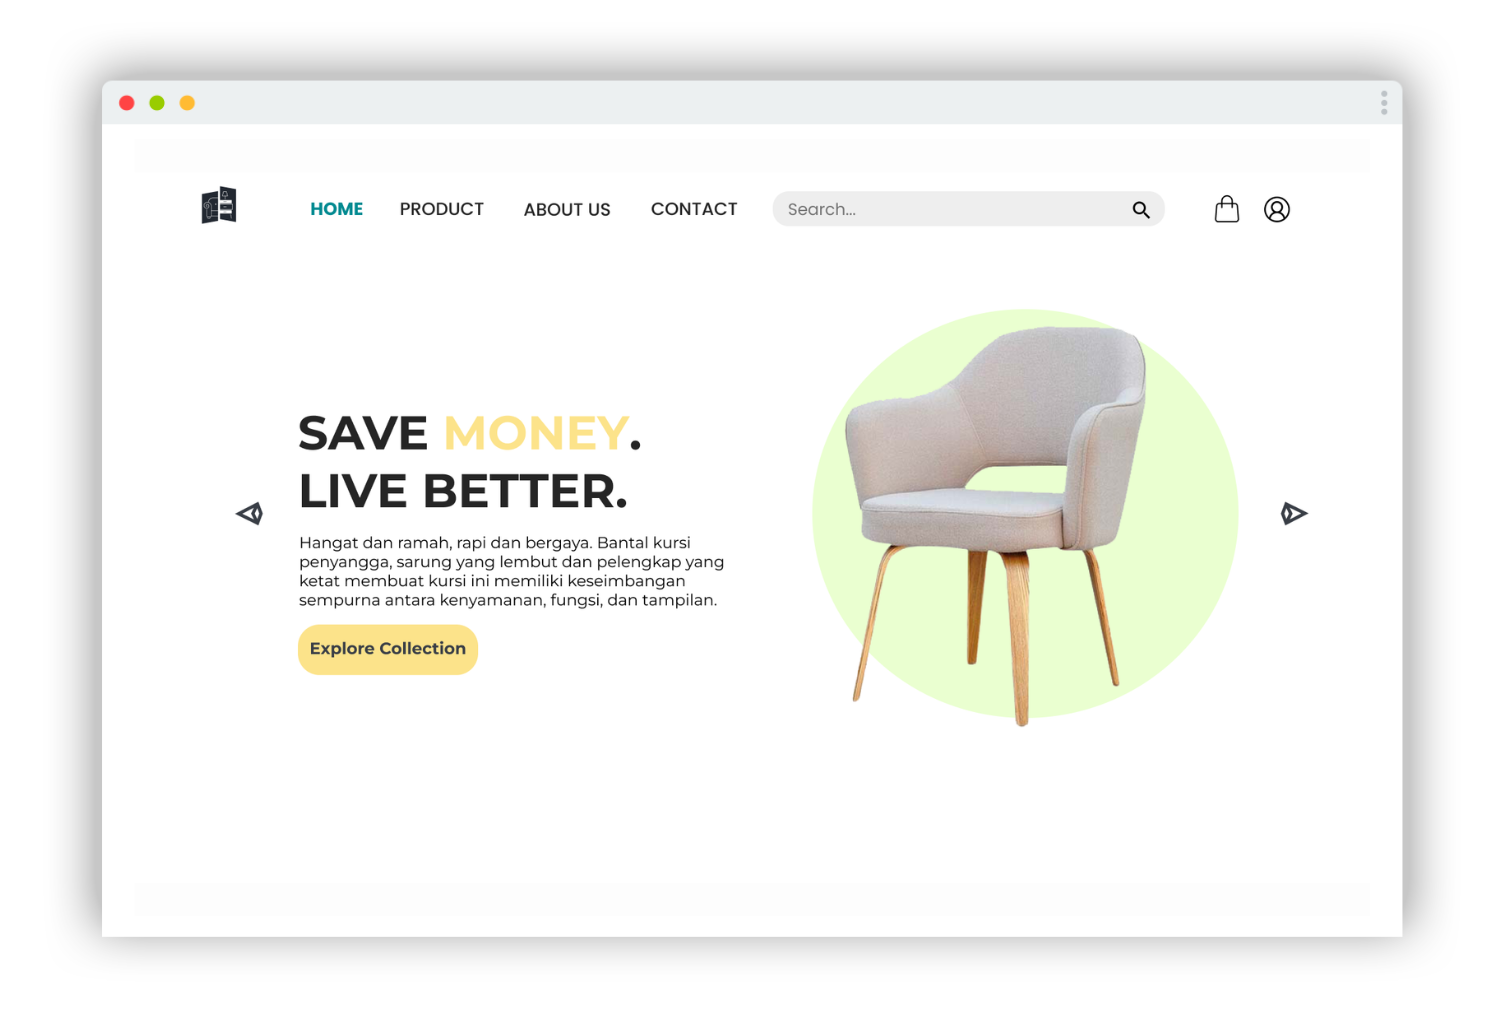 HOME PRODUCT ABOUT US CONTACT Search...
SAVE MONEY.
LIVE BETTER.
Hangat dan ramah, rapi dan bergaya. Bantal kursi
penyangga, sarung yang lembut dan pelengkap yang
ketat membuat kursi ini memiliki keseimbangan
sempurna antara kenyamanan, fungsi, dan tampilan.
Explore Collection